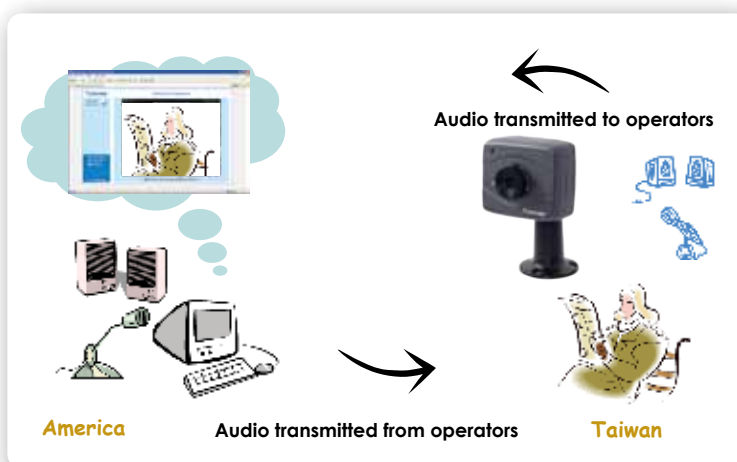 Audio transmitted to operators
America
Audio transmitted from operators
Taiwan